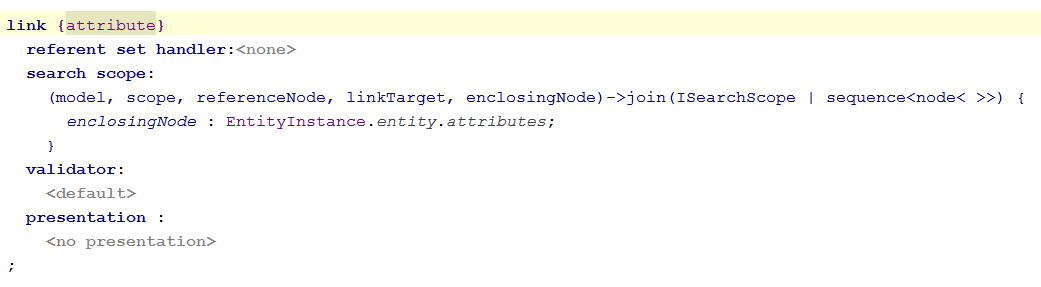 link {attribute}
referent set handler:<none>
search scope:
(model, scope, referenceNode, linkTarget, enclosingNode)->join(ISearchScope | sequence<node< >>) {
enclosingNode : EntityInstance.entity.attributes;
}
validator:
<default>
presentation :
<no presentation>
;